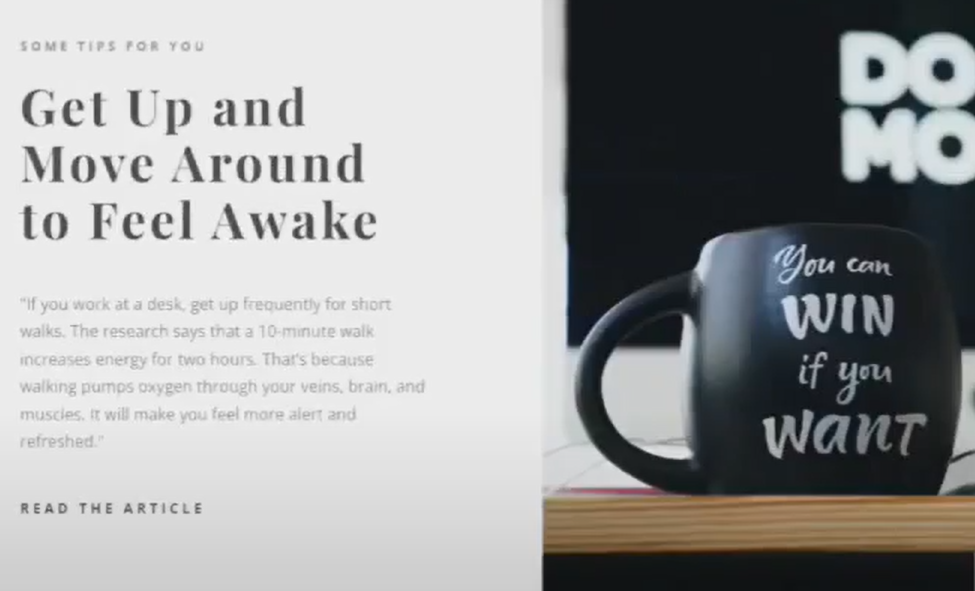 SOME TIPS FOR YOU
Get Up and
Move Around
to Feel Awake
"If you work at a desk, get up frequently for short
walks. The research says that a 10-minute walk
increases energy for two hours. That's because
walking pumps oxygen through your veins, brain, and
muscles. It will make you feel more alert and
refreshed."
READ THE ARTICLE
DO
MO
You can
WIN
if you
WANT